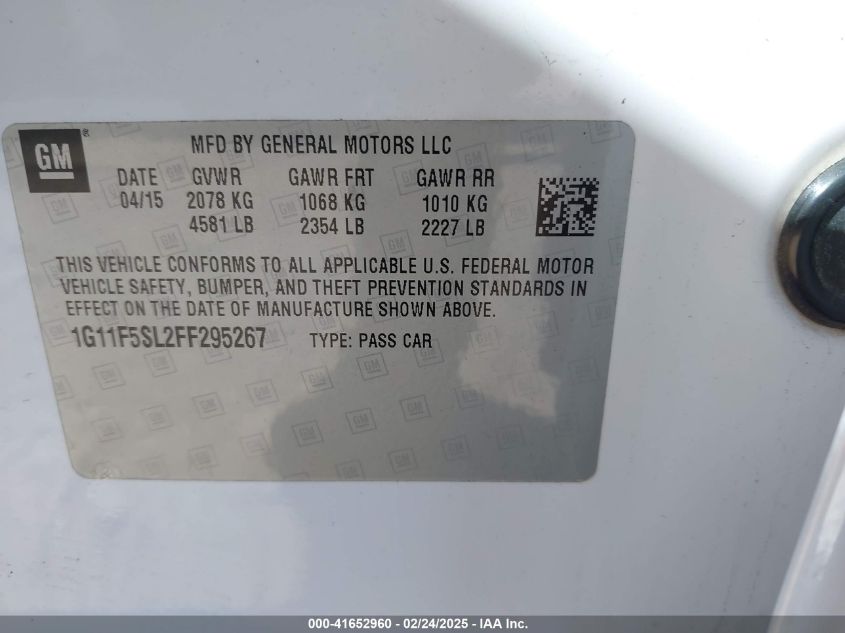 GM
MFD BY GENERAL MOTORS LLC
DATE GVWR GAWR FRT GAWR RR
04/15 2078 KG 1068 KG 1010 KG
4581 LB 2354 LB 2227 LB
THIS VEHICLE CONFORMS TO ALL APPLICABLE U.S. FEDERAL MOTOR
VEHICLE SAFETY, BUMPER, AND THEFT PREVENTION STANDARDS IN
EFFECT ON THE DATE OF MANUFACTURE SHOWN ABOVE.
1G11F5SL2FF295267 TYPE: PASS CAR
000-41652960 - 02/24/2025 - IAA Inc.